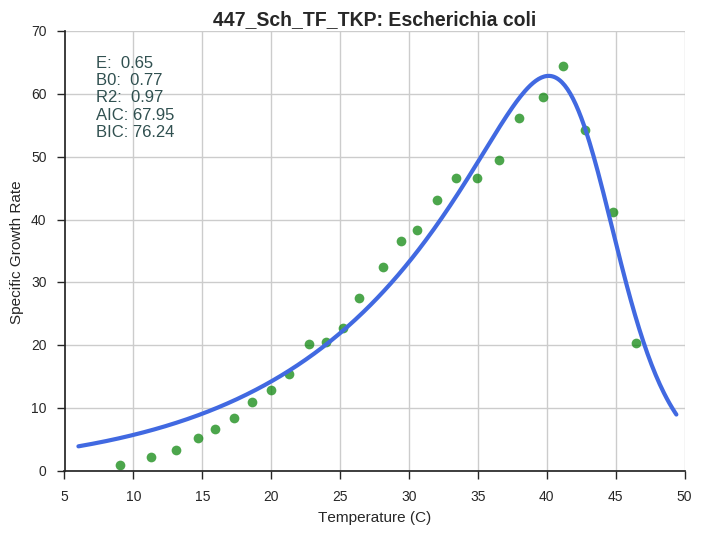 447_Sch_TF_TKP: Escherichia coli
70
60
50
40
30
20
10
0
E: 0.65
B0: 0.77
R2: 0.97
AIC: 67.95
BIC: 76.24
Specific Growth Rate
5 10 15 20 25 30 35 40 45 50
Temperature (C)